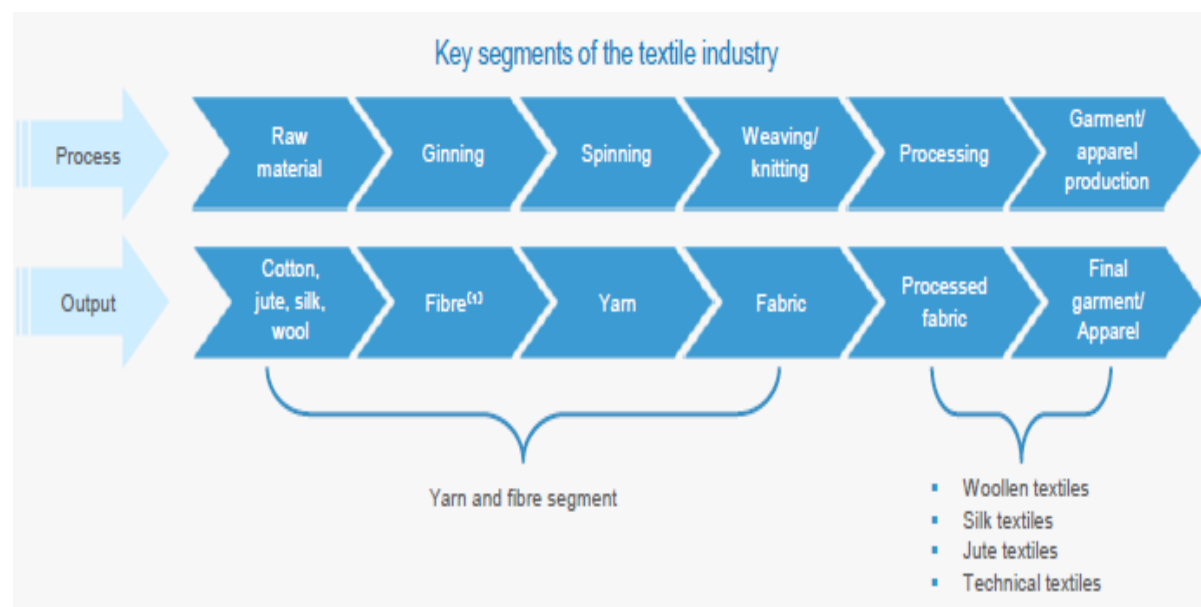 Key segments of the textile industry
Process
Raw
material
Ginning
Spinning
Weaving/
knitting
Processing
Garment/
apparel
production
Output
Cotton,
jute, silk,
wool
Fibre(1)
Yarn
Fabric
Processed
fabric
Final
garment/
Apparel
Yarn and fibre segment
▪ Woollen textiles
▪ Silk textiles
▪ Jute textiles
▪ Technical textiles